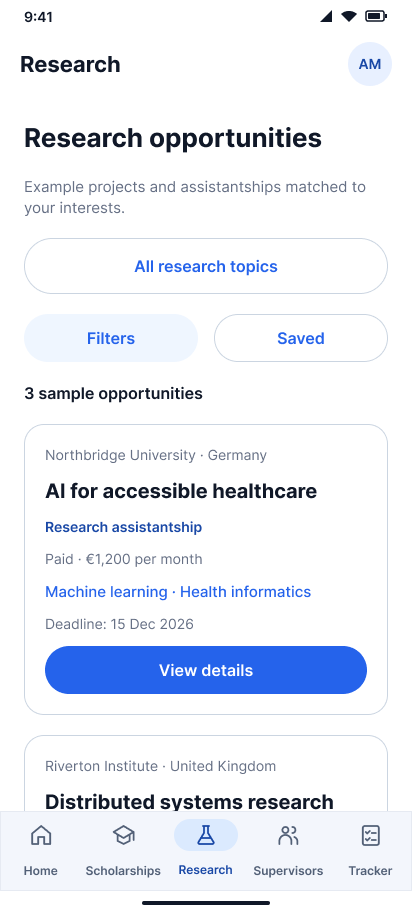 9:41
Research
AM
Research opportunities
Example projects and assistantships matched to
your interests.
All research topics
Filters
Saved
3 sample opportunities
Northbridge University · Germany
AI for accessible healthcare
Research assistantship
Paid · €1,200 per month
Machine learning · Health informatics
Deadline: 15 Dec 2026
View details
Riverton Institute · United Kingdom
Distributed systems research
Home
Scholarships
Research
Supervisors
Tracker